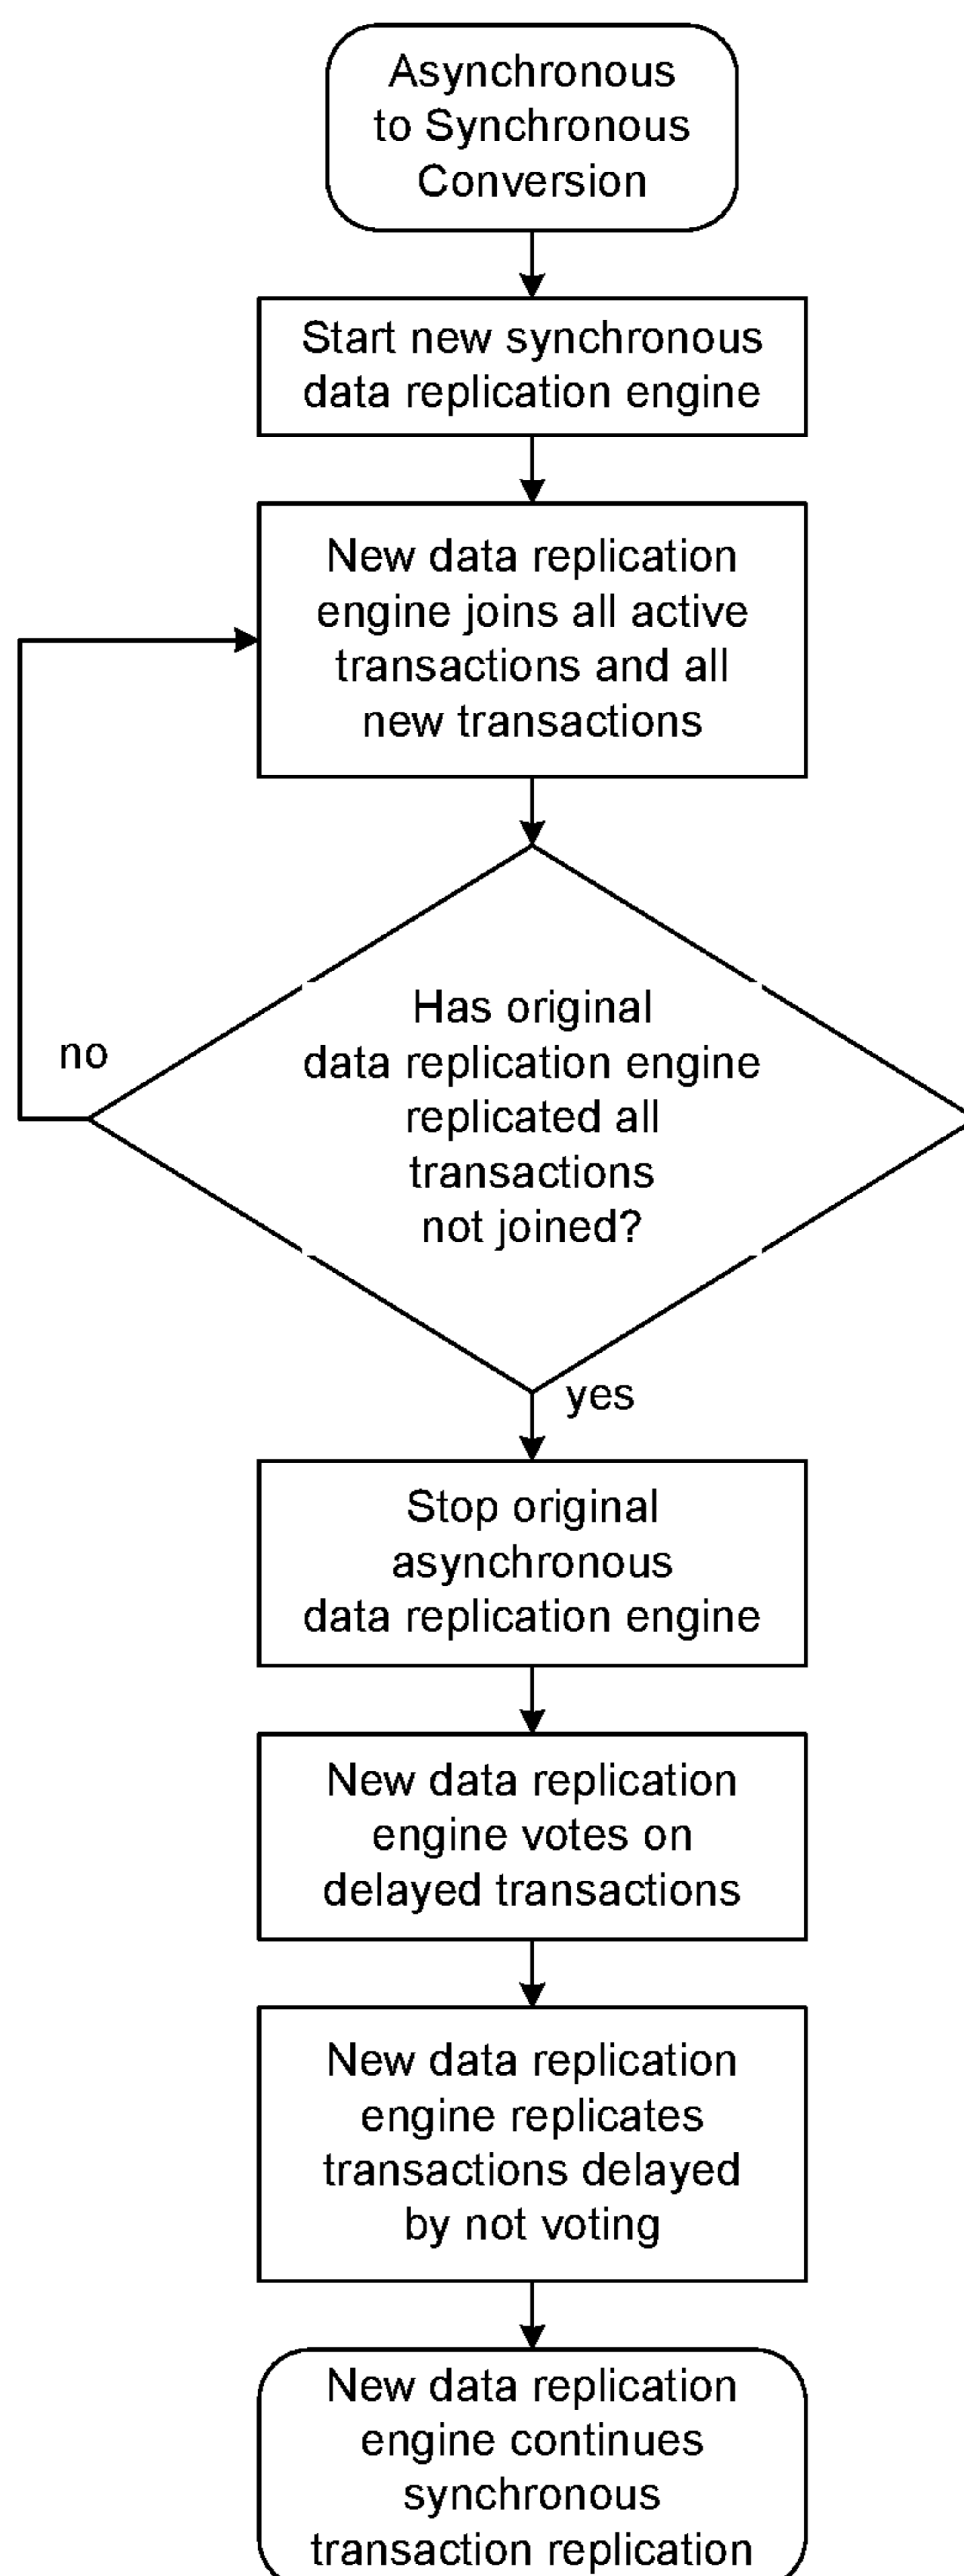 Asynchronous
to Synchronous
Conversion
Start new synchronous
data replication engine
New data replication
engine joins all active
transactions and all
new transactions
Has original
data replication engine
replicated all
transactions
not joined?
no
yes
Stop original
asynchronous
data replication engine
New data replication
engine votes on
delayed transactions
New data replication
engine replicates
transactions delayed
by not voting
New data replication
engine continues
synchronous
transaction replication